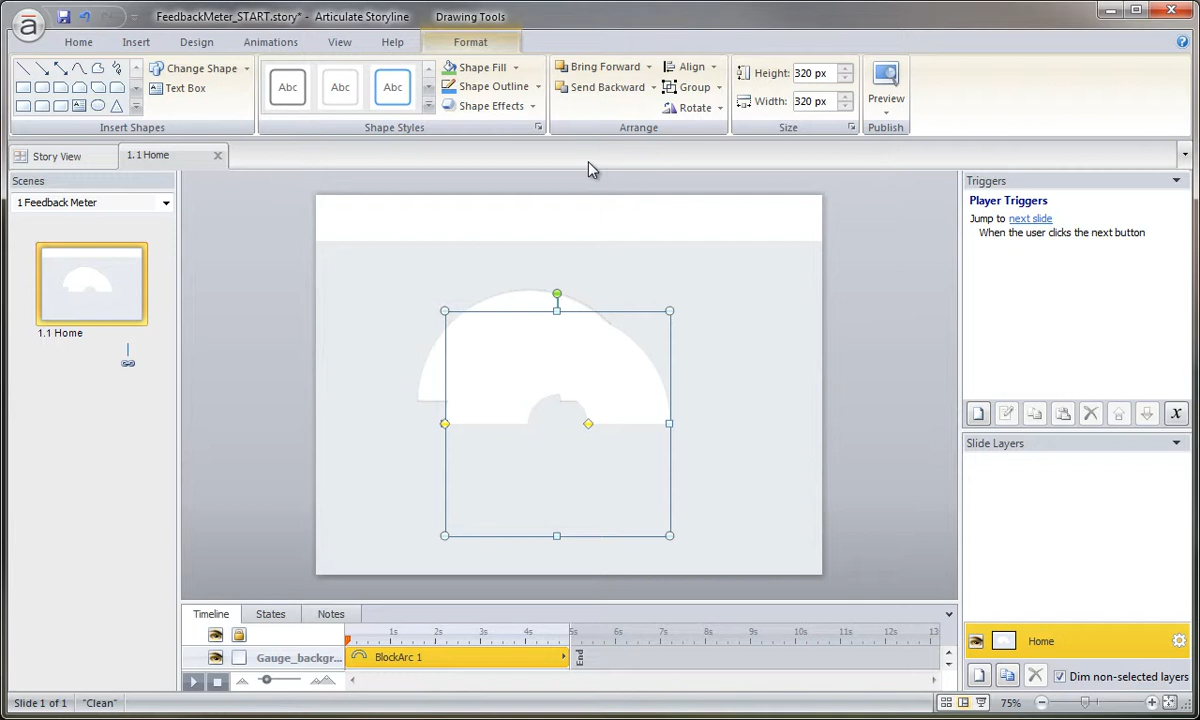 FeedbackMeter_START.story* - Articulate Storyline
Drawing Tools
Home
Insert
Design
Animations
View
Help
Format
Change Shape
Text Box
Insert Shapes
Abc
Abc
Abc
Shape Fill
Shape Outline
Shape Effects
Shape Styles
Bring Forward
Send Backward
Align
Group
Rotate
Arrange
Height: 320 px
Width: 320 px
Size
Preview
Publish
Story View
1.1 Home
Scenes
1 Feedback Meter
1.1 Home
Triggers
Player Triggers
Jump to next slide
When the user clicks the next button
x
Slide Layers
Home
Dim non-selected layers
Timeline
States
Notes
1s 2s 3s 4s 5s 6s 7s 8s 9s 10s 11s 12s 13
Gauge_backgr...
BlockArc 1
End
Slide 1 of 1
"Clean"
75%